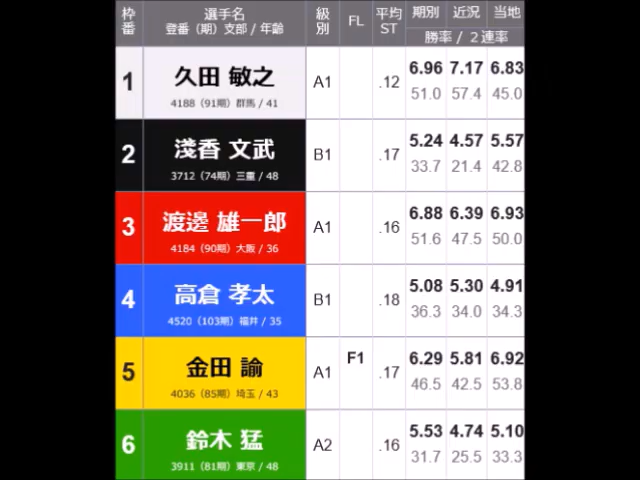 枠番 選手名 登番（期）支部 / 年齢 級別 FL 平均ST 期別 近況 当地
勝率 / ２連率
1 久田 敏之 A1 .12 6.96 7.17 6.83
4188（91期）群馬 / 41 51.0 57.4 45.0
2 淺香 文武 B1 .17 5.24 4.57 5.57
3712（74期）三重 / 48 33.7 21.4 42.8
3 渡邊 雄一郎 A1 .16 6.88 6.39 6.93
4184（90期）大阪 / 36 51.6 47.5 50.0
4 高倉 孝太 B1 .18 5.08 5.30 4.91
4520（103期）福井 / 35 36.3 34.0 34.3
5 金田 諭 A1 F1 .17 6.29 5.81 6.92
4036（85期）埼玉 / 43 46.5 42.5 53.8
6 鈴木 猛 A2 .16 5.53 4.74 5.10
3911（81期）東京 / 48 31.7 25.5 33.3